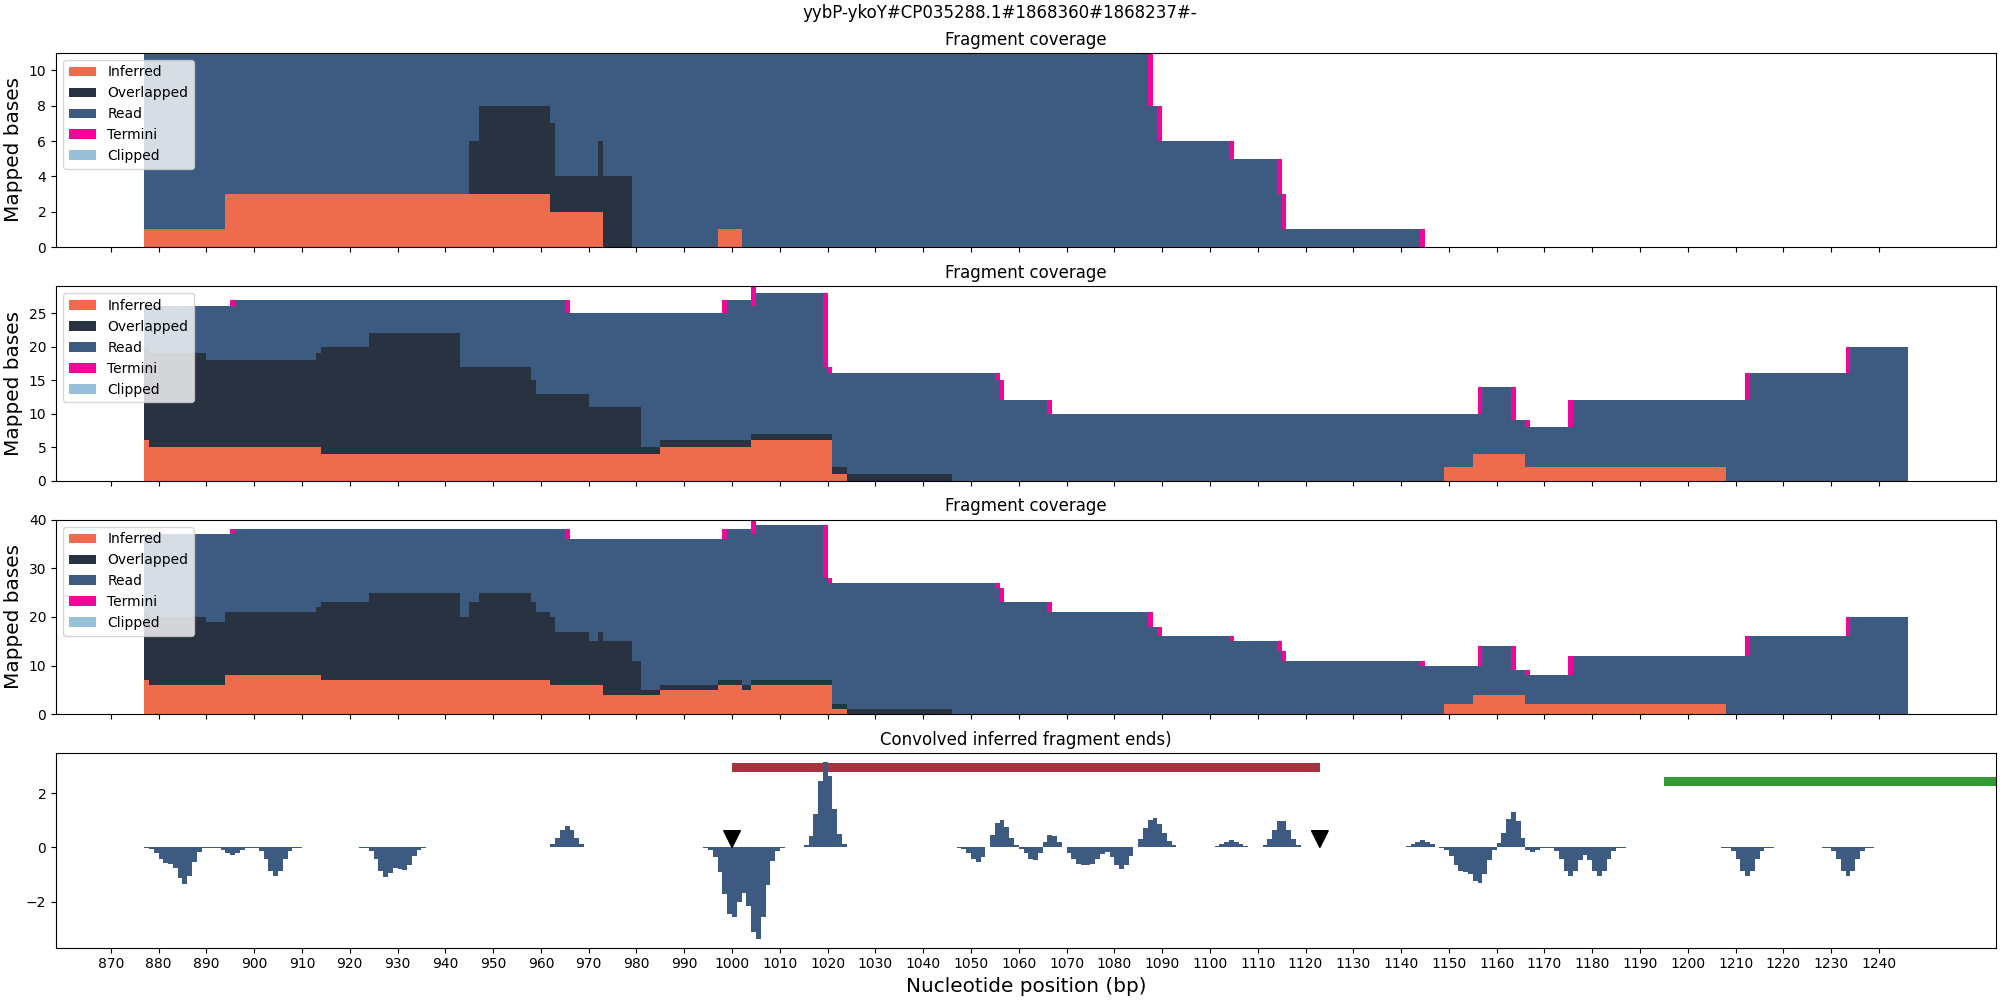 yybP-ykoY#CP035288.1#1868360#1868237#-
Fragment coverage
Mapped bases
10
8
6
4
2
0
Inferred
Overlapped
Read
Termini
Clipped
Fragment coverage
Mapped bases
25
20
15
10
5
0
Inferred
Overlapped
Read
Termini
Clipped
Fragment coverage
Mapped bases
40
30
20
10
0
Inferred
Overlapped
Read
Termini
Clipped
Convolved inferred fragment ends)
2
0
−2
870 880 890 900 910 920 930 940 950 960 970 980 990 1000 1010 1020 1030 1040 1050 1060 1070 1080 1090 1100 1110 1120 1130 1140 1150 1160 1170 1180 1190 1200 1210 1220 1230 1240
Nucleotide position (bp)